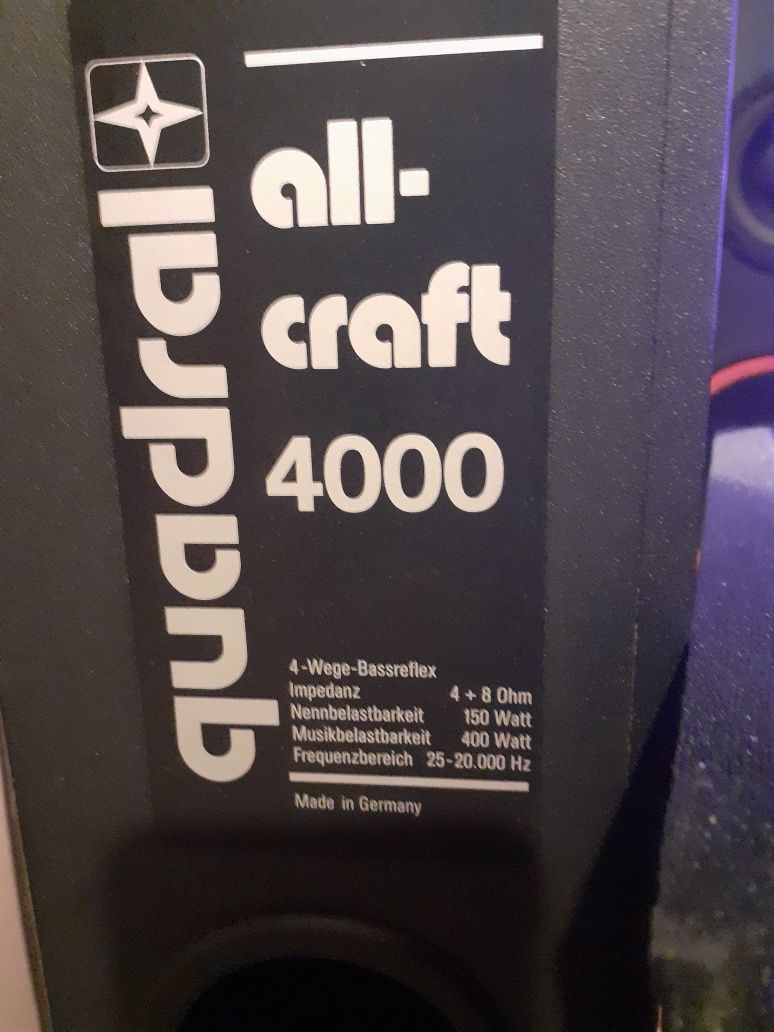 quadral
all-
craft
4000
4-Wege-Bassreflex
Impedanz 4 + 8 Ohm
Nennbelastbarkeit 150 Watt
Musikbelastbarkeit 400 Watt
Frequenzbereich 25-20.000 Hz
Made in Germany